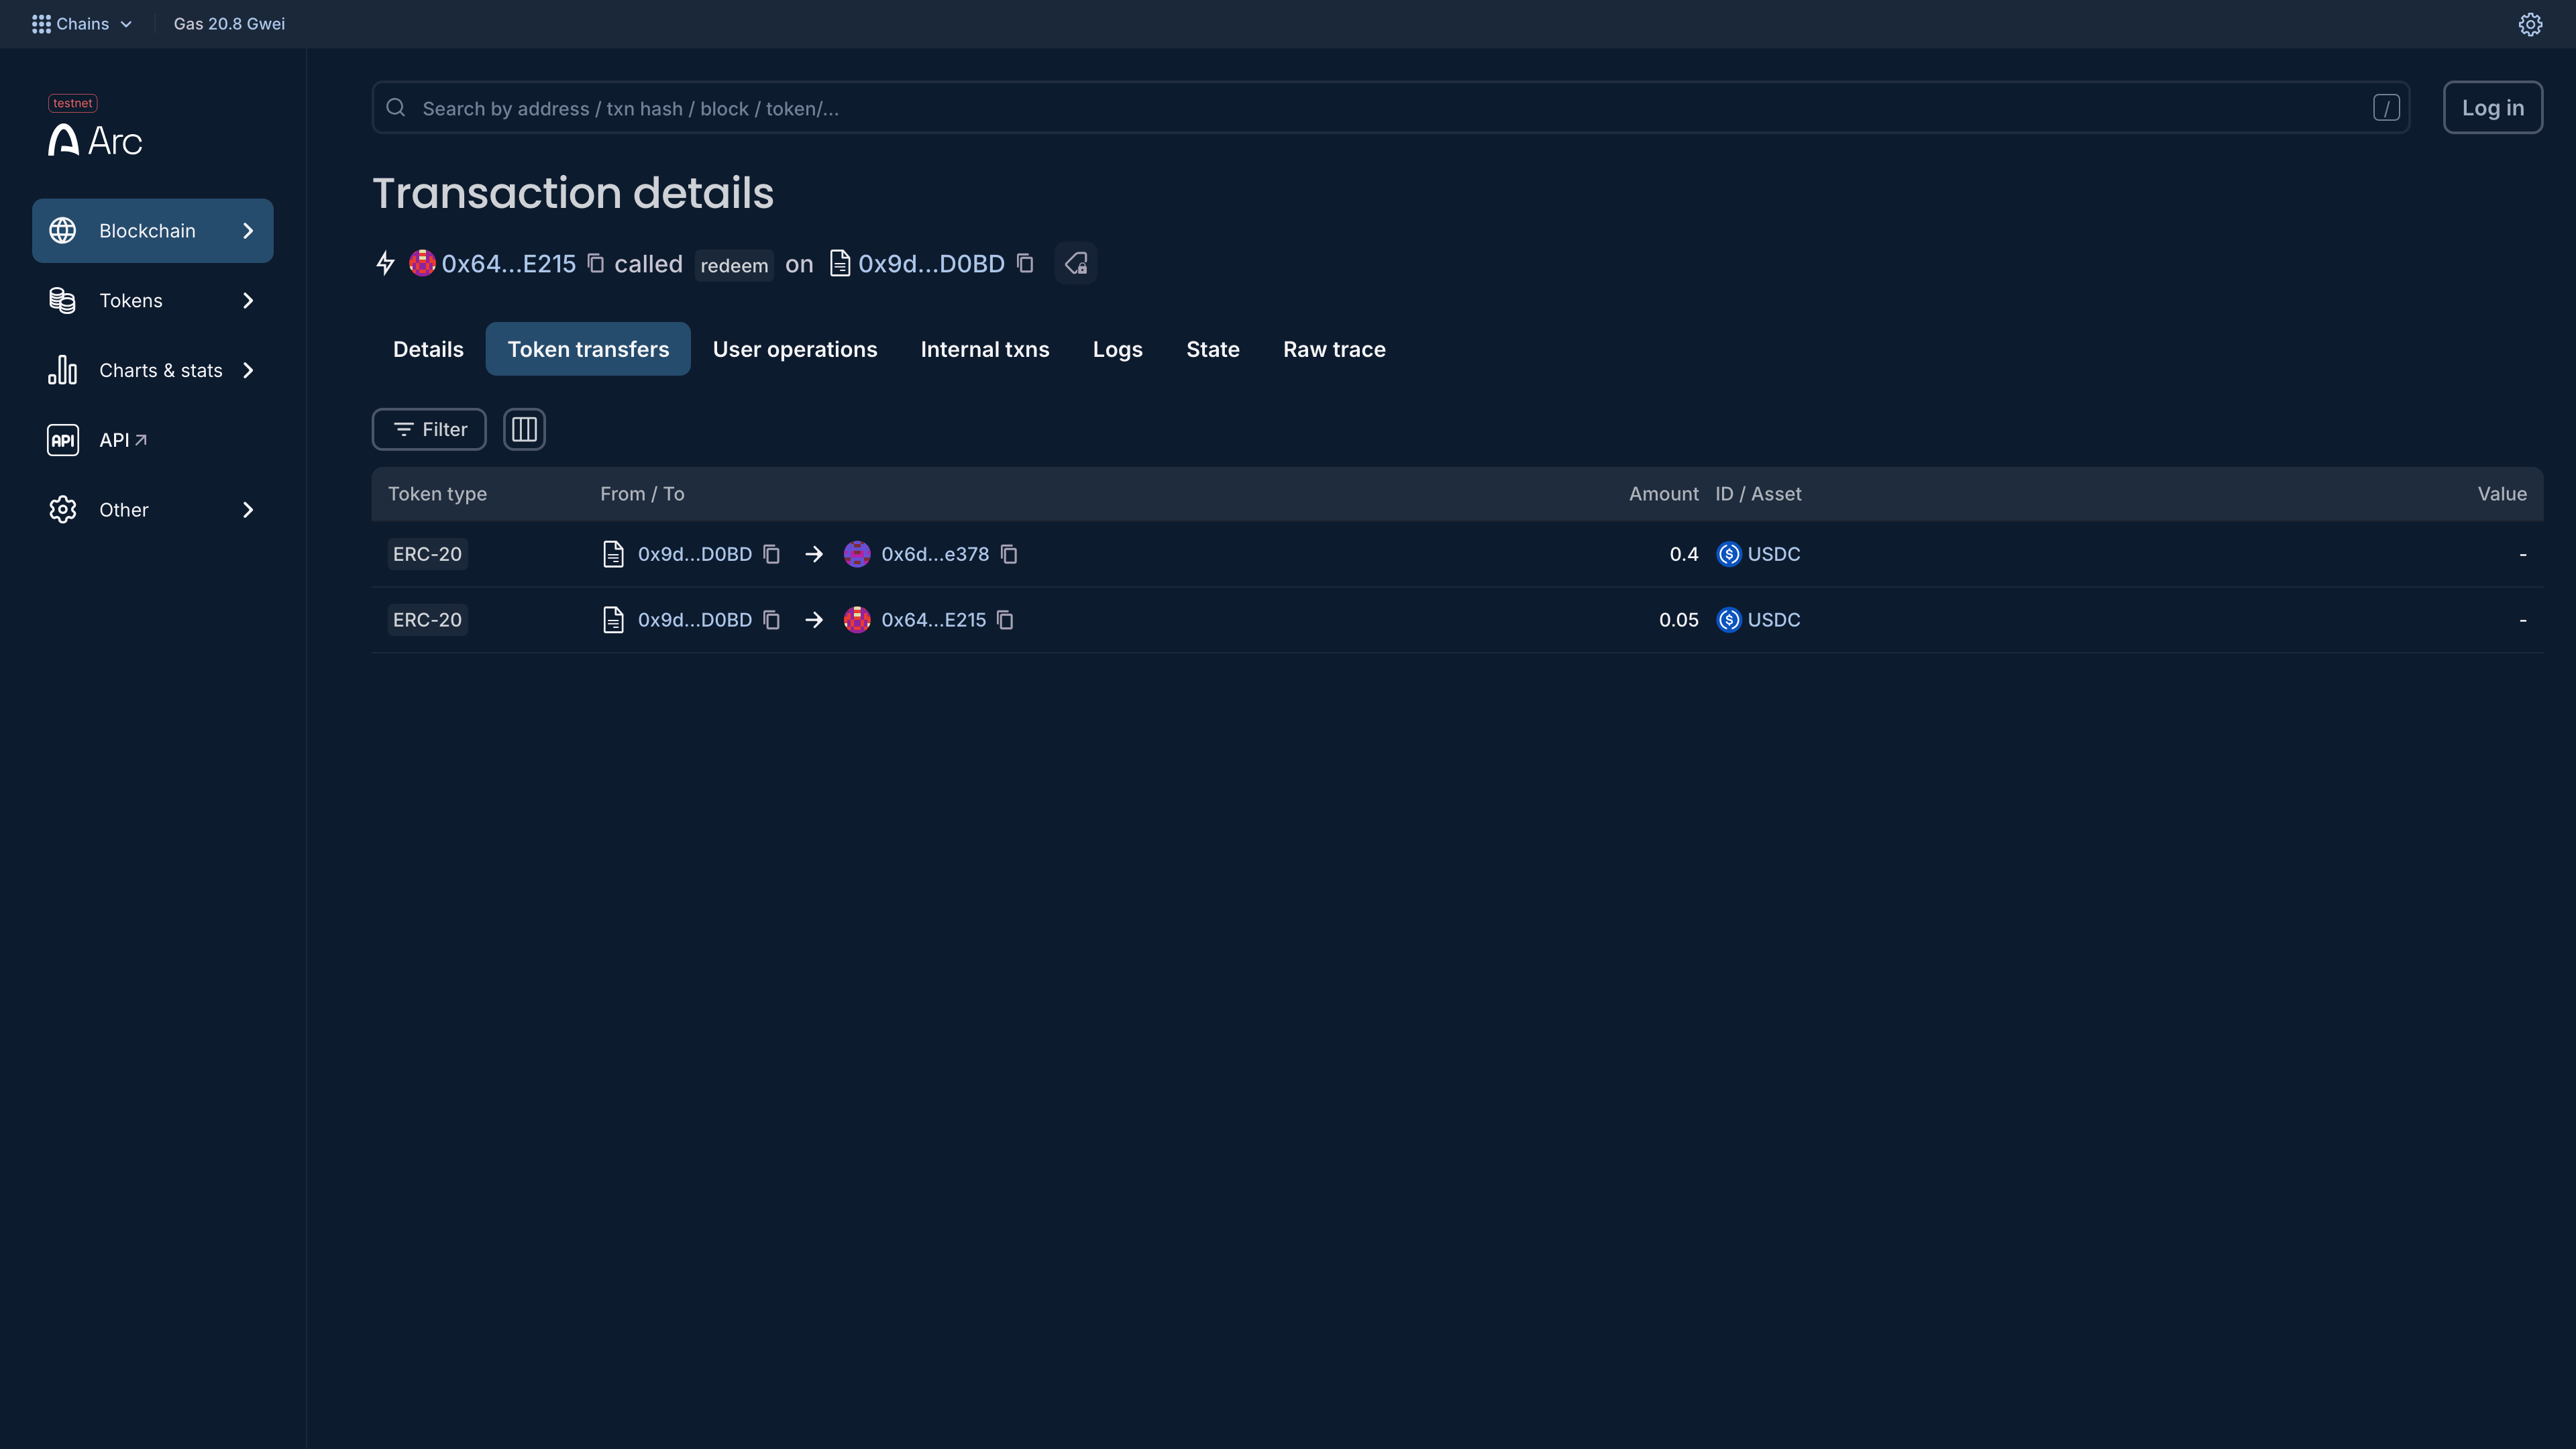 Chains
Gas 20.8 Gwei
testnet
Arc
Search by address / txn hash / block / token/...
/
Log in
Blockchain
Tokens
Charts & stats
API
API
Other
Transaction details
0x64...E215 called redeem on 0x9d...D0BD
Details Token transfers User operations Internal txns Logs State Raw trace
Filter
Token type From / To Amount ID / Asset Value
ERC-20 0x9d...D0BD → 0x6d...e378 0.4 USDC -
ERC-20 0x9d...D0BD → 0x64...E215 0.05 USDC -